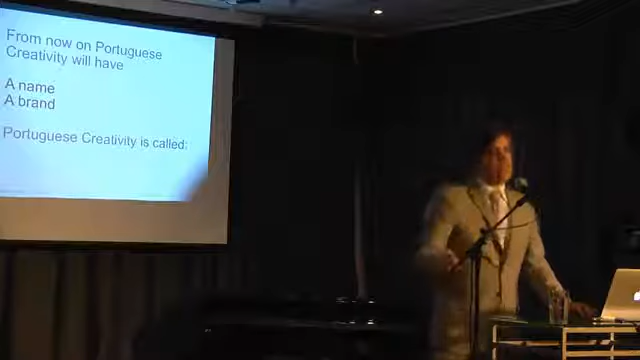 From now on Portuguese
Creativity will have
A name
A brand
Portuguese Creativity is called: